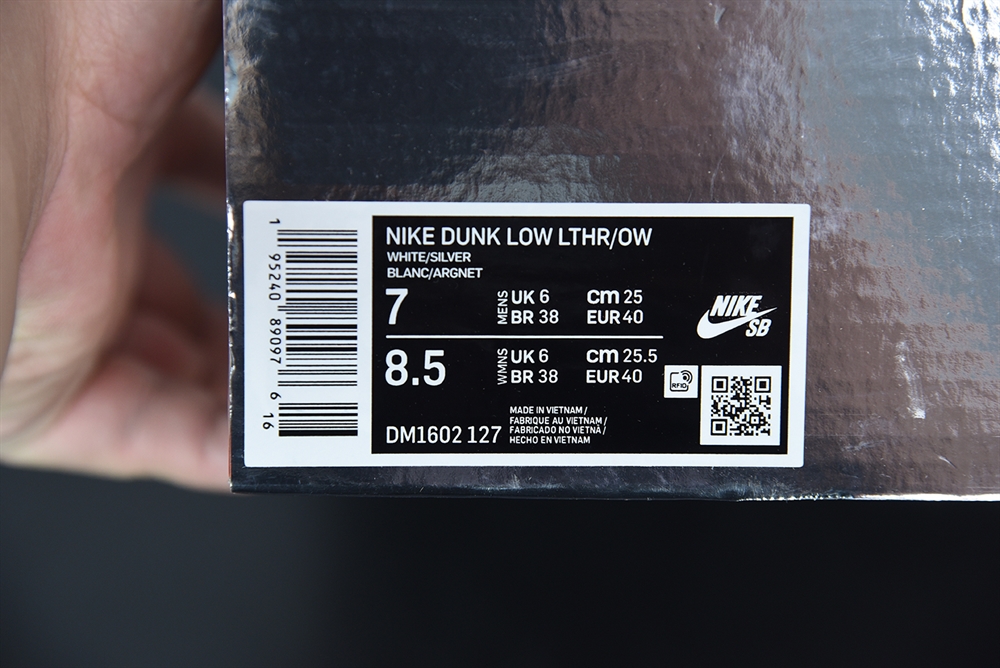 NIKE DUNK LOW LTHR/OW
WHITE/SILVER
BLANC/ARGNET
7 MENS UK 6 cm 25
BR 38 EUR 40
8.5 WMNS UK 6 cm 25.5
BR 38 EUR 40
NIKE
SB
RFID
DM1602 127
MADE IN VIETNAM /
FABRIQUE AU VIETNAM /
FABRICADO NO VIETNÃ /
HECHO EN VIETNAM
1 95240 89097 6 16